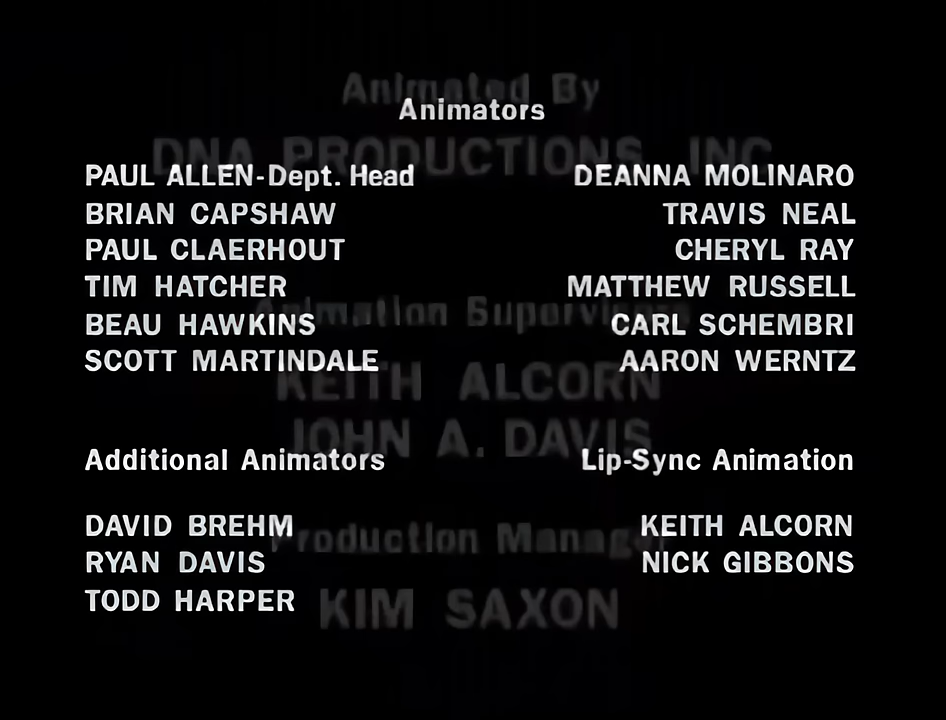 Animated By
Animators
DNA PRODUCTIONS, INC.
PAUL ALLEN-Dept. Head
DEANNA MOLINARO
BRIAN CAPSHAW
TRAVIS NEAL
PAUL CLAERHOUT
CHERYL RAY
TIM HATCHER
MATTHEW RUSSELL
Animation Supervisors
BEAU HAWKINS
CARL SCHEMBRI
SCOTT MARTINDALE
AARON WERNTZ
KEITH ALCORN
JOHN A. DAVIS
Additional Animators
Lip-Sync Animation
DAVID BREHM
KEITH ALCORN
Production Manager
RYAN DAVIS
NICK GIBBONS
TODD HARPER
KIM SAXON